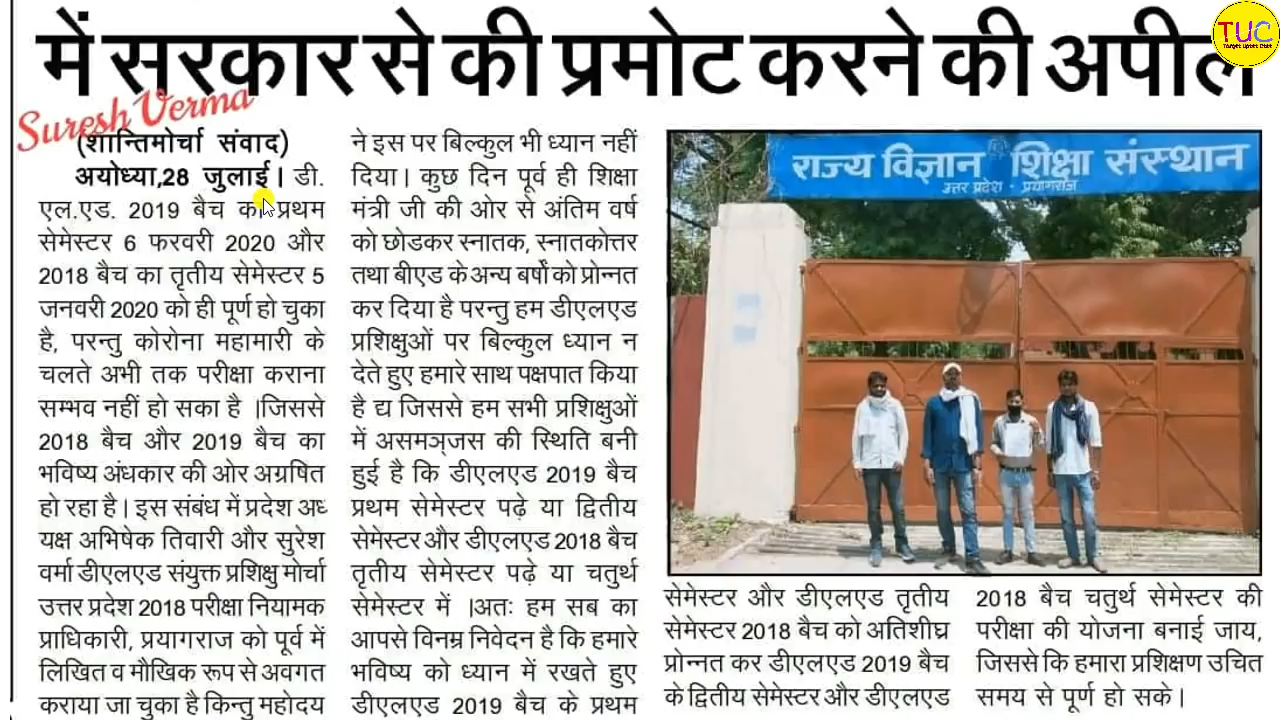 में सरकार से की प्रमोट करने की अपील
TUC
Target Update Classt
Suresh Verma
(शान्तिमोर्चा संवाद)
अयोध्या,28 जुलाई। डी.
एल.एड. 2019 बैच का प्रथम
सेमेस्टर 6 फरवरी 2020 और
2018 बैच का तृतीय सेमेस्टर 5
जनवरी 2020 को ही पूर्ण हो चुका
है, परन्तु कोरोना महामारी के
चलते अभी तक परीक्षा कराना
सम्भव नहीं हो सका है ।जिससे
2018 बैच और 2019 बैच का
भविष्य अंधकार की ओर अग्रषित
हो रहा है। इस संबंध में प्रदेश अध्
यक्ष अभिषेक तिवारी और सुरेश
वर्मा डीएलएड संयुक्त प्रशिक्षु मोर्चा
उत्तर प्रदेश 2018 परीक्षा नियामक
प्राधिकारी, प्रयागराज को पूर्व में
लिखित व मौखिक रूप से अवगत
कराया जा चुका है किन्तु महोदय
ने इस पर बिल्कुल भी ध्यान नहीं
दिया। कुछ दिन पूर्व ही शिक्षा
मंत्री जी की ओर से अंतिम वर्ष
को छोडकर स्नातक, स्नातकोत्तर
तथा बीएड के अन्य बर्षों को प्रोन्नत
कर दिया है परन्तु हम डीएलएड
प्रशिक्षुओं पर बिल्कुल ध्यान न
देते हुए हमारे साथ पक्षपात किया
है द्य जिससे हम सभी प्रशिक्षुओं
में असमञ्जस की स्थिति बनी
हुई है कि डीएलएड 2019 बैच
प्रथम सेमेस्टर पढ़े या द्वितीय
सेमेस्टर और डीएलएड 2018 बैच
तृतीय सेमेस्टर पढ़े या चतुर्थ
सेमेस्टर में ।अतः हम सब का
आपसे विनम्र निवेदन है कि हमारे
भविष्य को ध्यान में रखते हुए
डीएलएड 2019 बैच के प्रथम
राज्य विज्ञान शिक्षा संस्थान
उत्तर प्रदेश - प्रयागराज
सेमेस्टर और डीएलएड तृतीय
सेमेस्टर 2018 बैच को अतिशीघ्र
प्रोन्नत कर डीएलएड 2019 बैच
के द्वितीय सेमेस्टर और डीएलएड
2018 बैच चतुर्थ सेमेस्टर की
परीक्षा की योजना बनाई जाय,
जिससे कि हमारा प्रशिक्षण उचित
समय से पूर्ण हो सके।